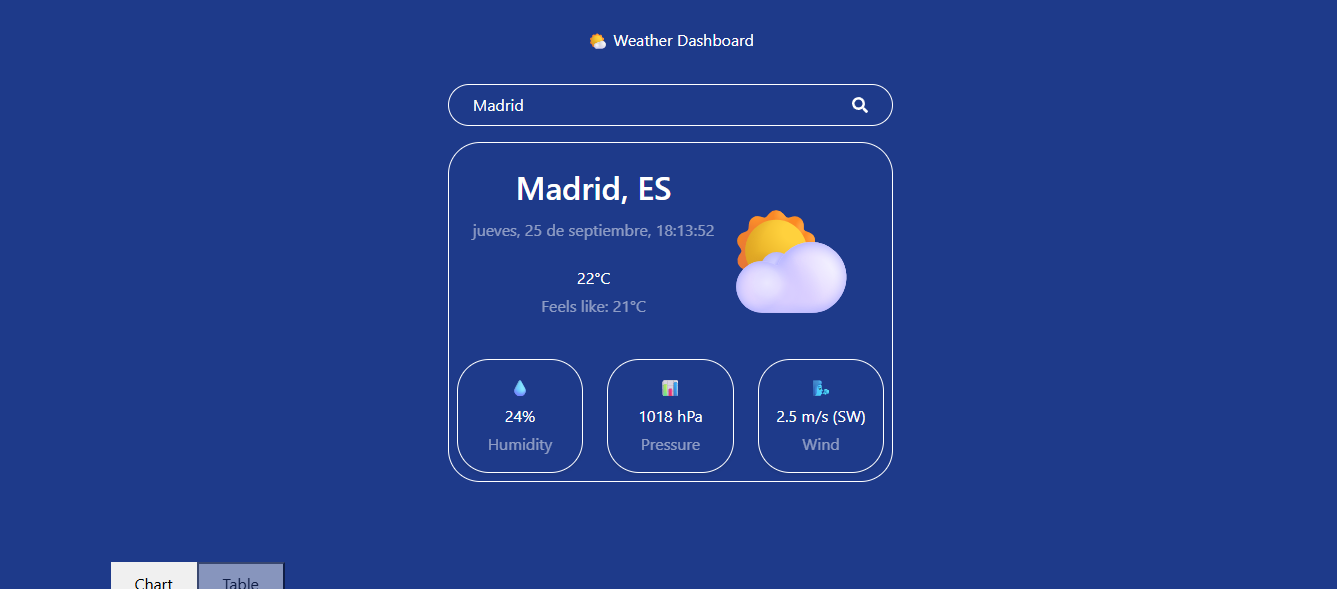 Weather Dashboard
Madrid
Madrid, ES
jueves, 25 de septiembre, 18:13:52
22°C
Feels like: 21°C
24%
Humidity
1018 hPa
Pressure
2.5 m/s (SW)
Wind
Chart
Table